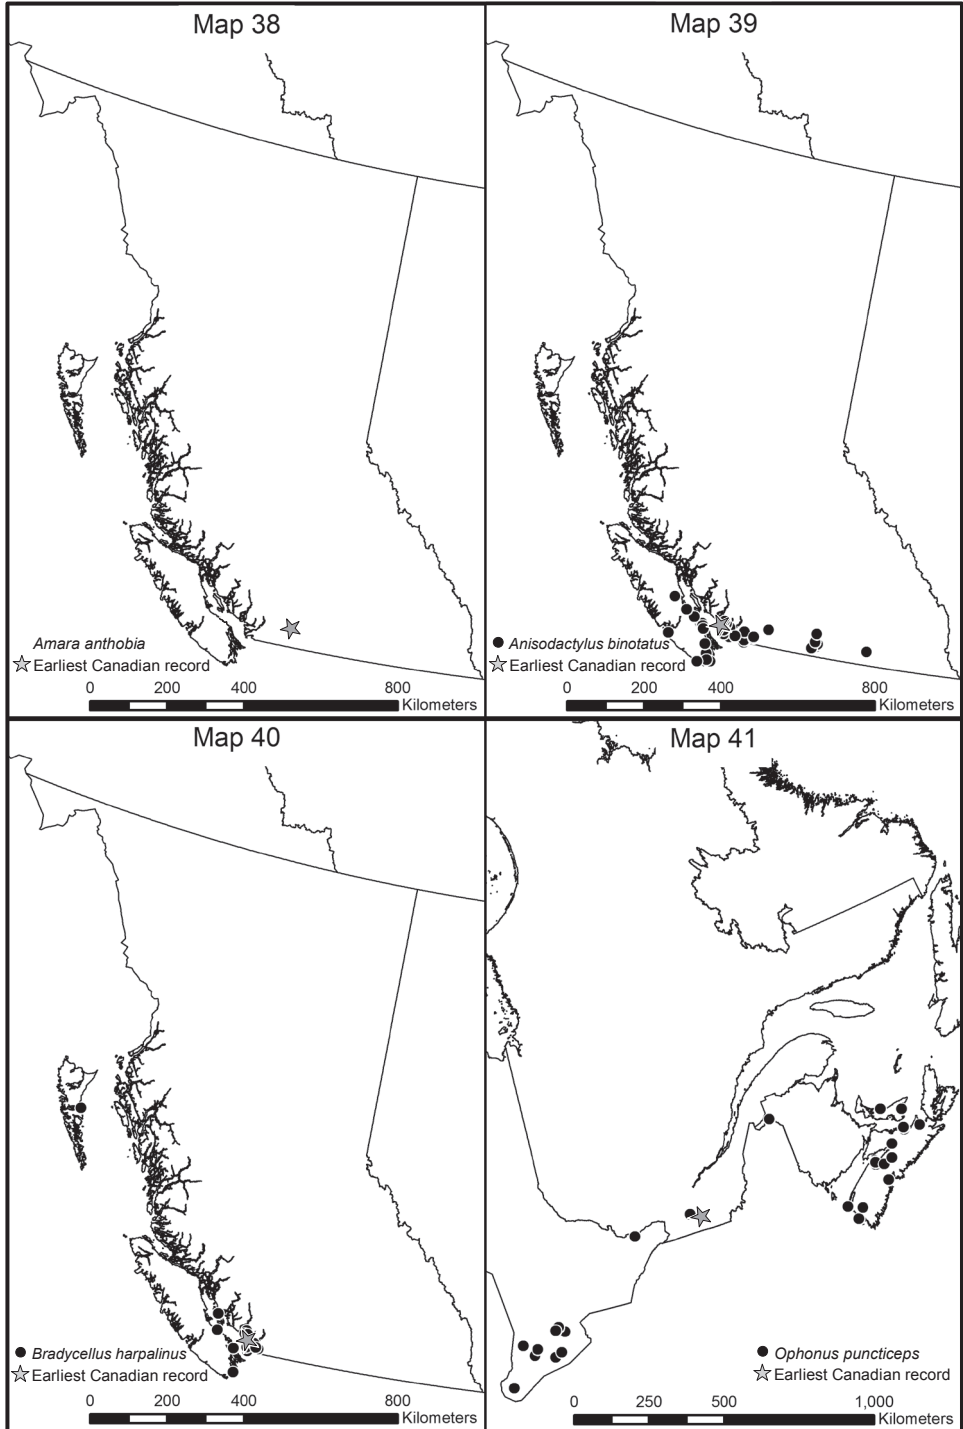 Map 38
Amara anthobia
Earliest Canadian record
0 200 400 800
Kilometers
Map 39
Anisodactylus binotatus
Earliest Canadian record
0 200 400 800
Kilometers
Map 40
Bradycellus harpalinus
Earliest Canadian record
0 200 400 800
Kilometers
Map 41
Ophonus puncticeps
Earliest Canadian record
0 250 500 1,000
Kilometers